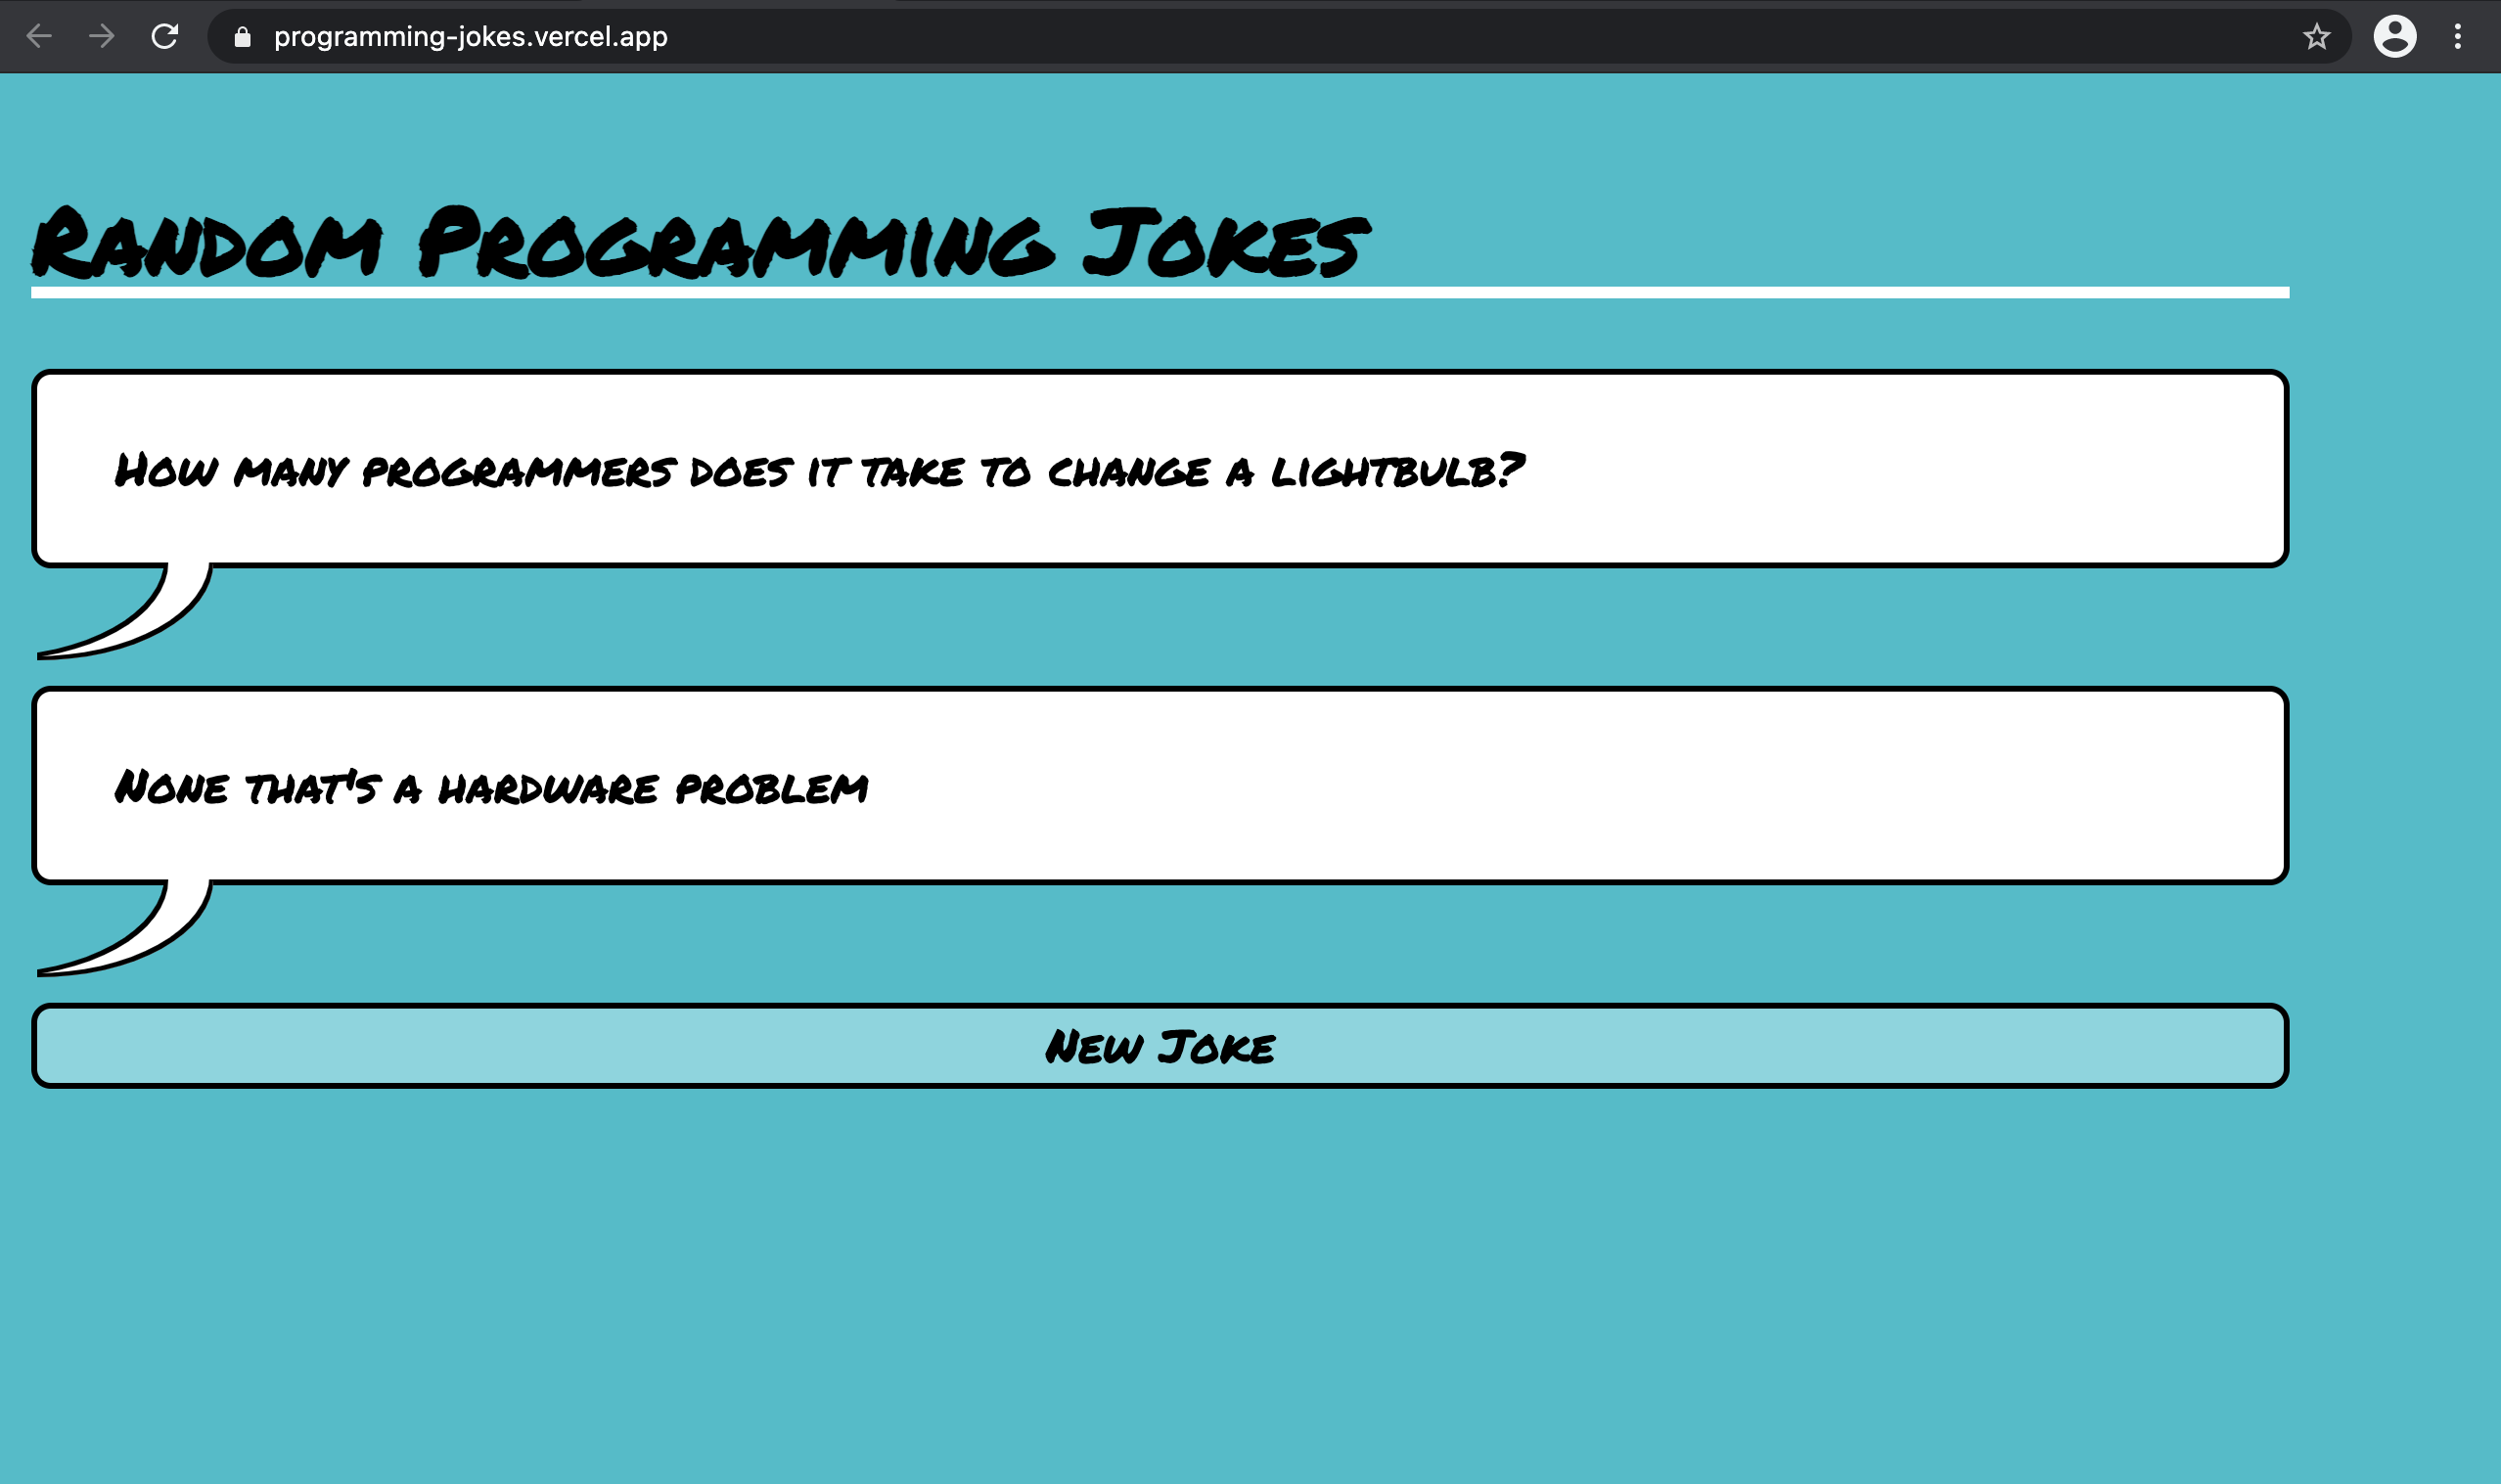 programming-jokes.vercel.app
Random Programming Jokes
How many programmers does it take to change a lightbulb?
None that's a hardware problem
New Joke